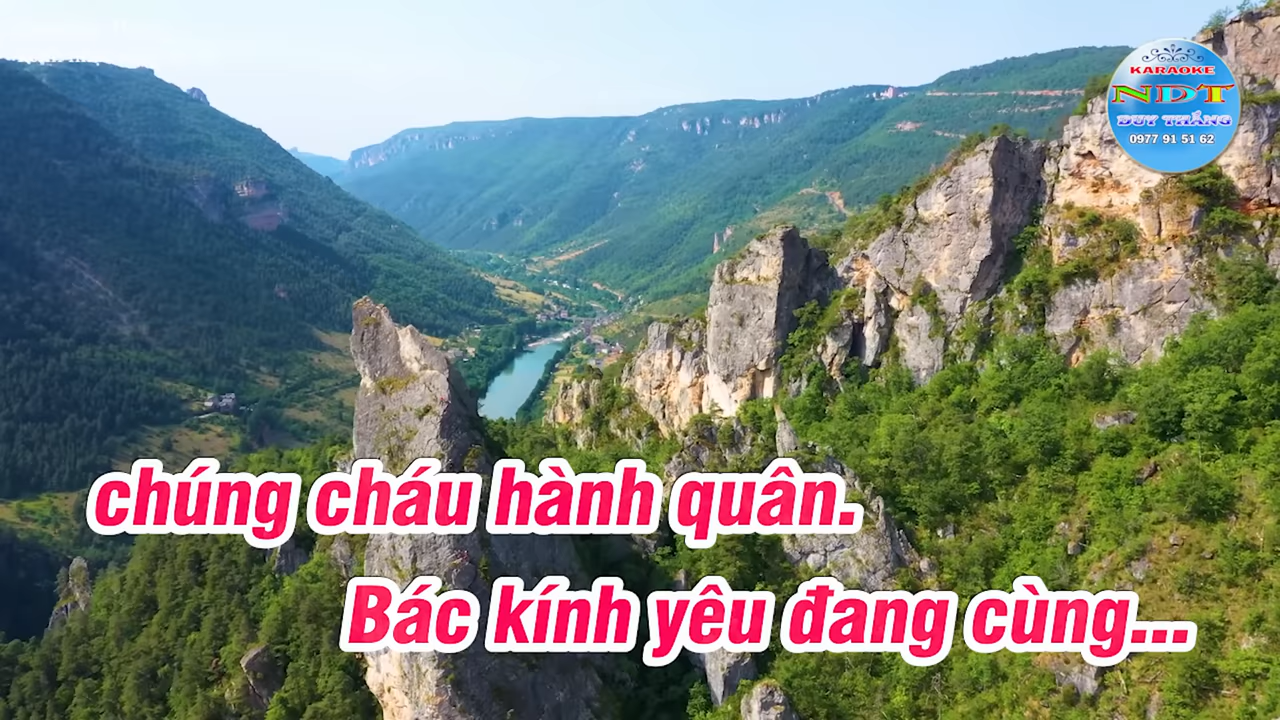 KARAOKE
NDT
DUY THẮNG
0977 91 51 62
chúng cháu hành quân.
Bác kính yêu đang cùng...